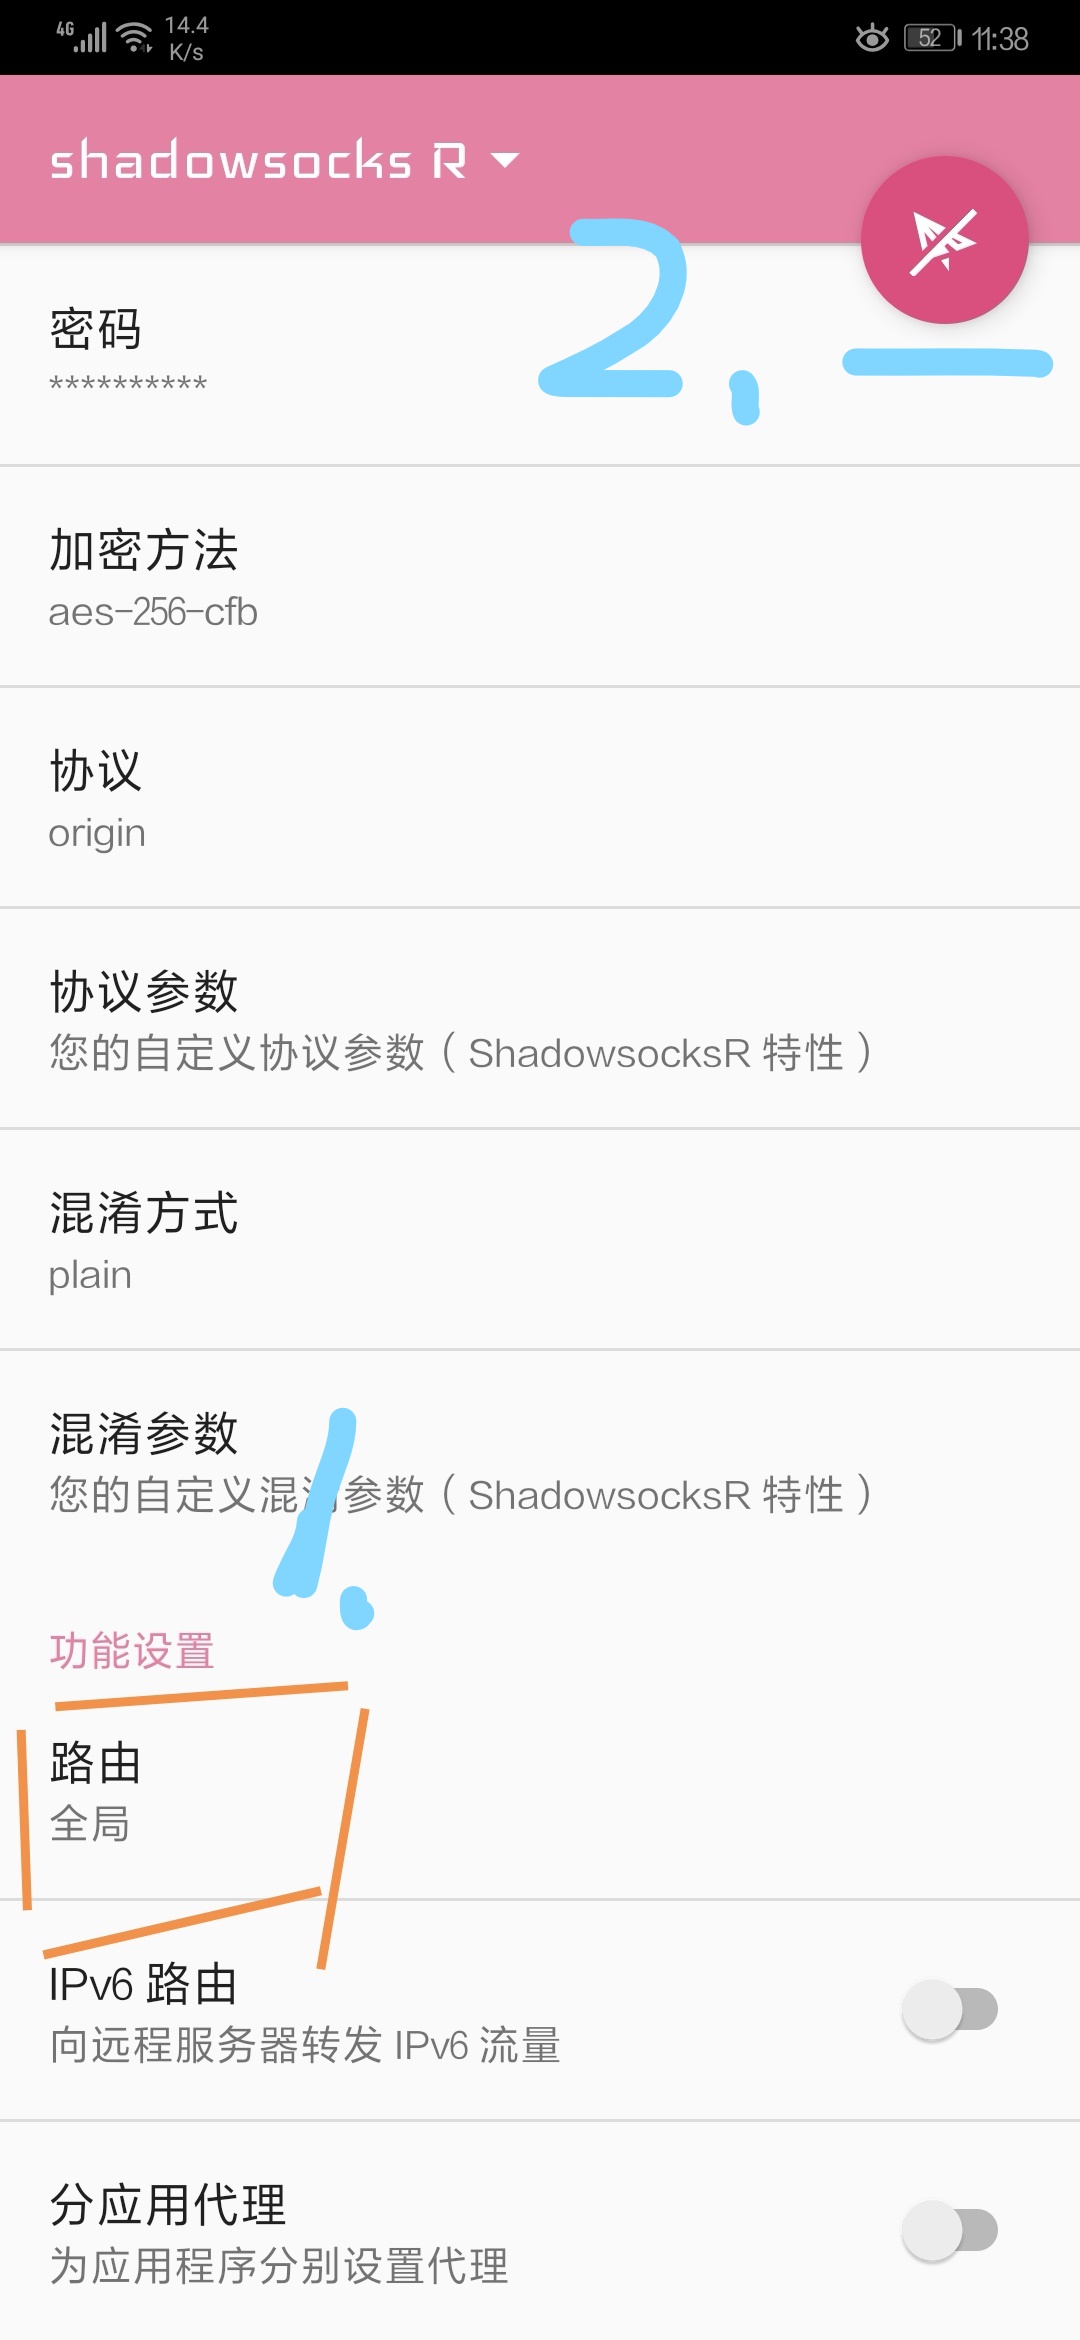 4G 14.4 K/s 52 11:38
shadowsocks R
2.
密码
**********
加密方法
aes-256-cfb
协议
origin
协议参数
您的自定义协议参数（ShadowsocksR 特性）
混淆方式
plain
混淆参数
您的自定义混淆参数（ShadowsocksR 特性）
1.
功能设置
路由
全局
IPv6 路由
向远程服务器转发 IPv6 流量
分应用代理
为应用程序分别设置代理